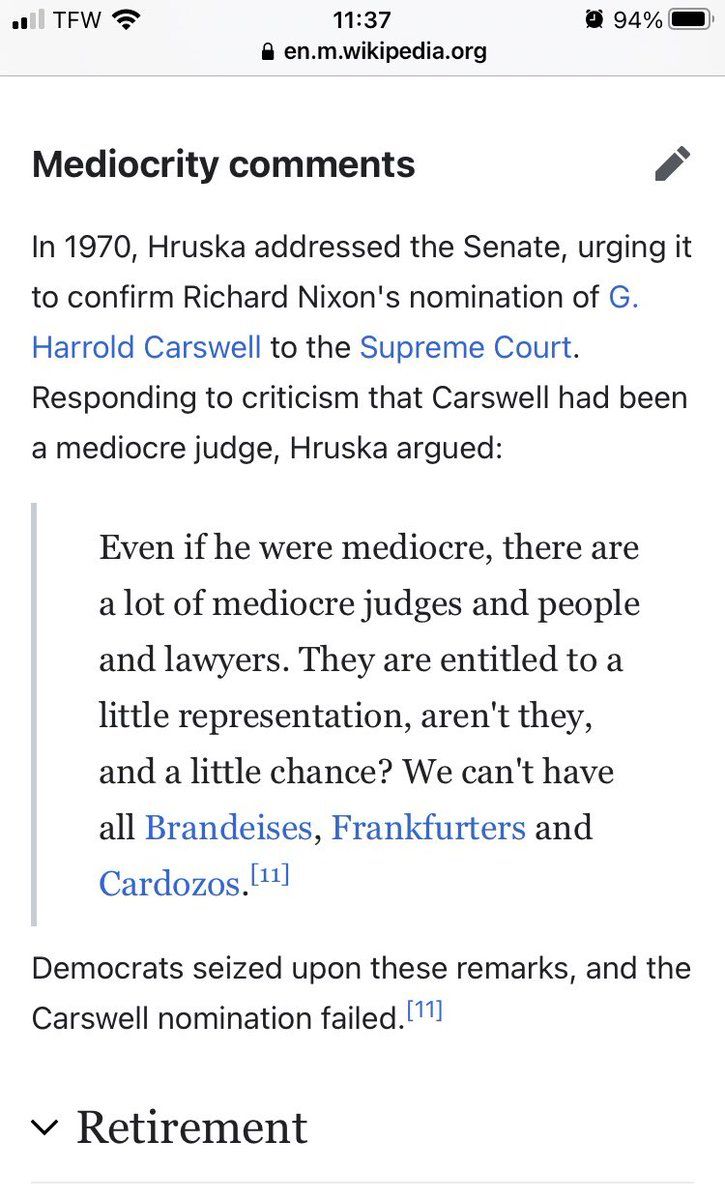 TFW 11:37 94%
en.m.wikipedia.org
Mediocrity comments
In 1970, Hruska addressed the Senate, urging it
to confirm Richard Nixon's nomination of G.
Harrold Carswell to the Supreme Court.
Responding to criticism that Carswell had been
a mediocre judge, Hruska argued:
Even if he were mediocre, there are
a lot of mediocre judges and people
and lawyers. They are entitled to a
little representation, aren't they,
and a little chance? We can't have
all Brandeises, Frankfurters and
Cardozos.[11]
Democrats seized upon these remarks, and the
Carswell nomination failed.[11]
Retirement